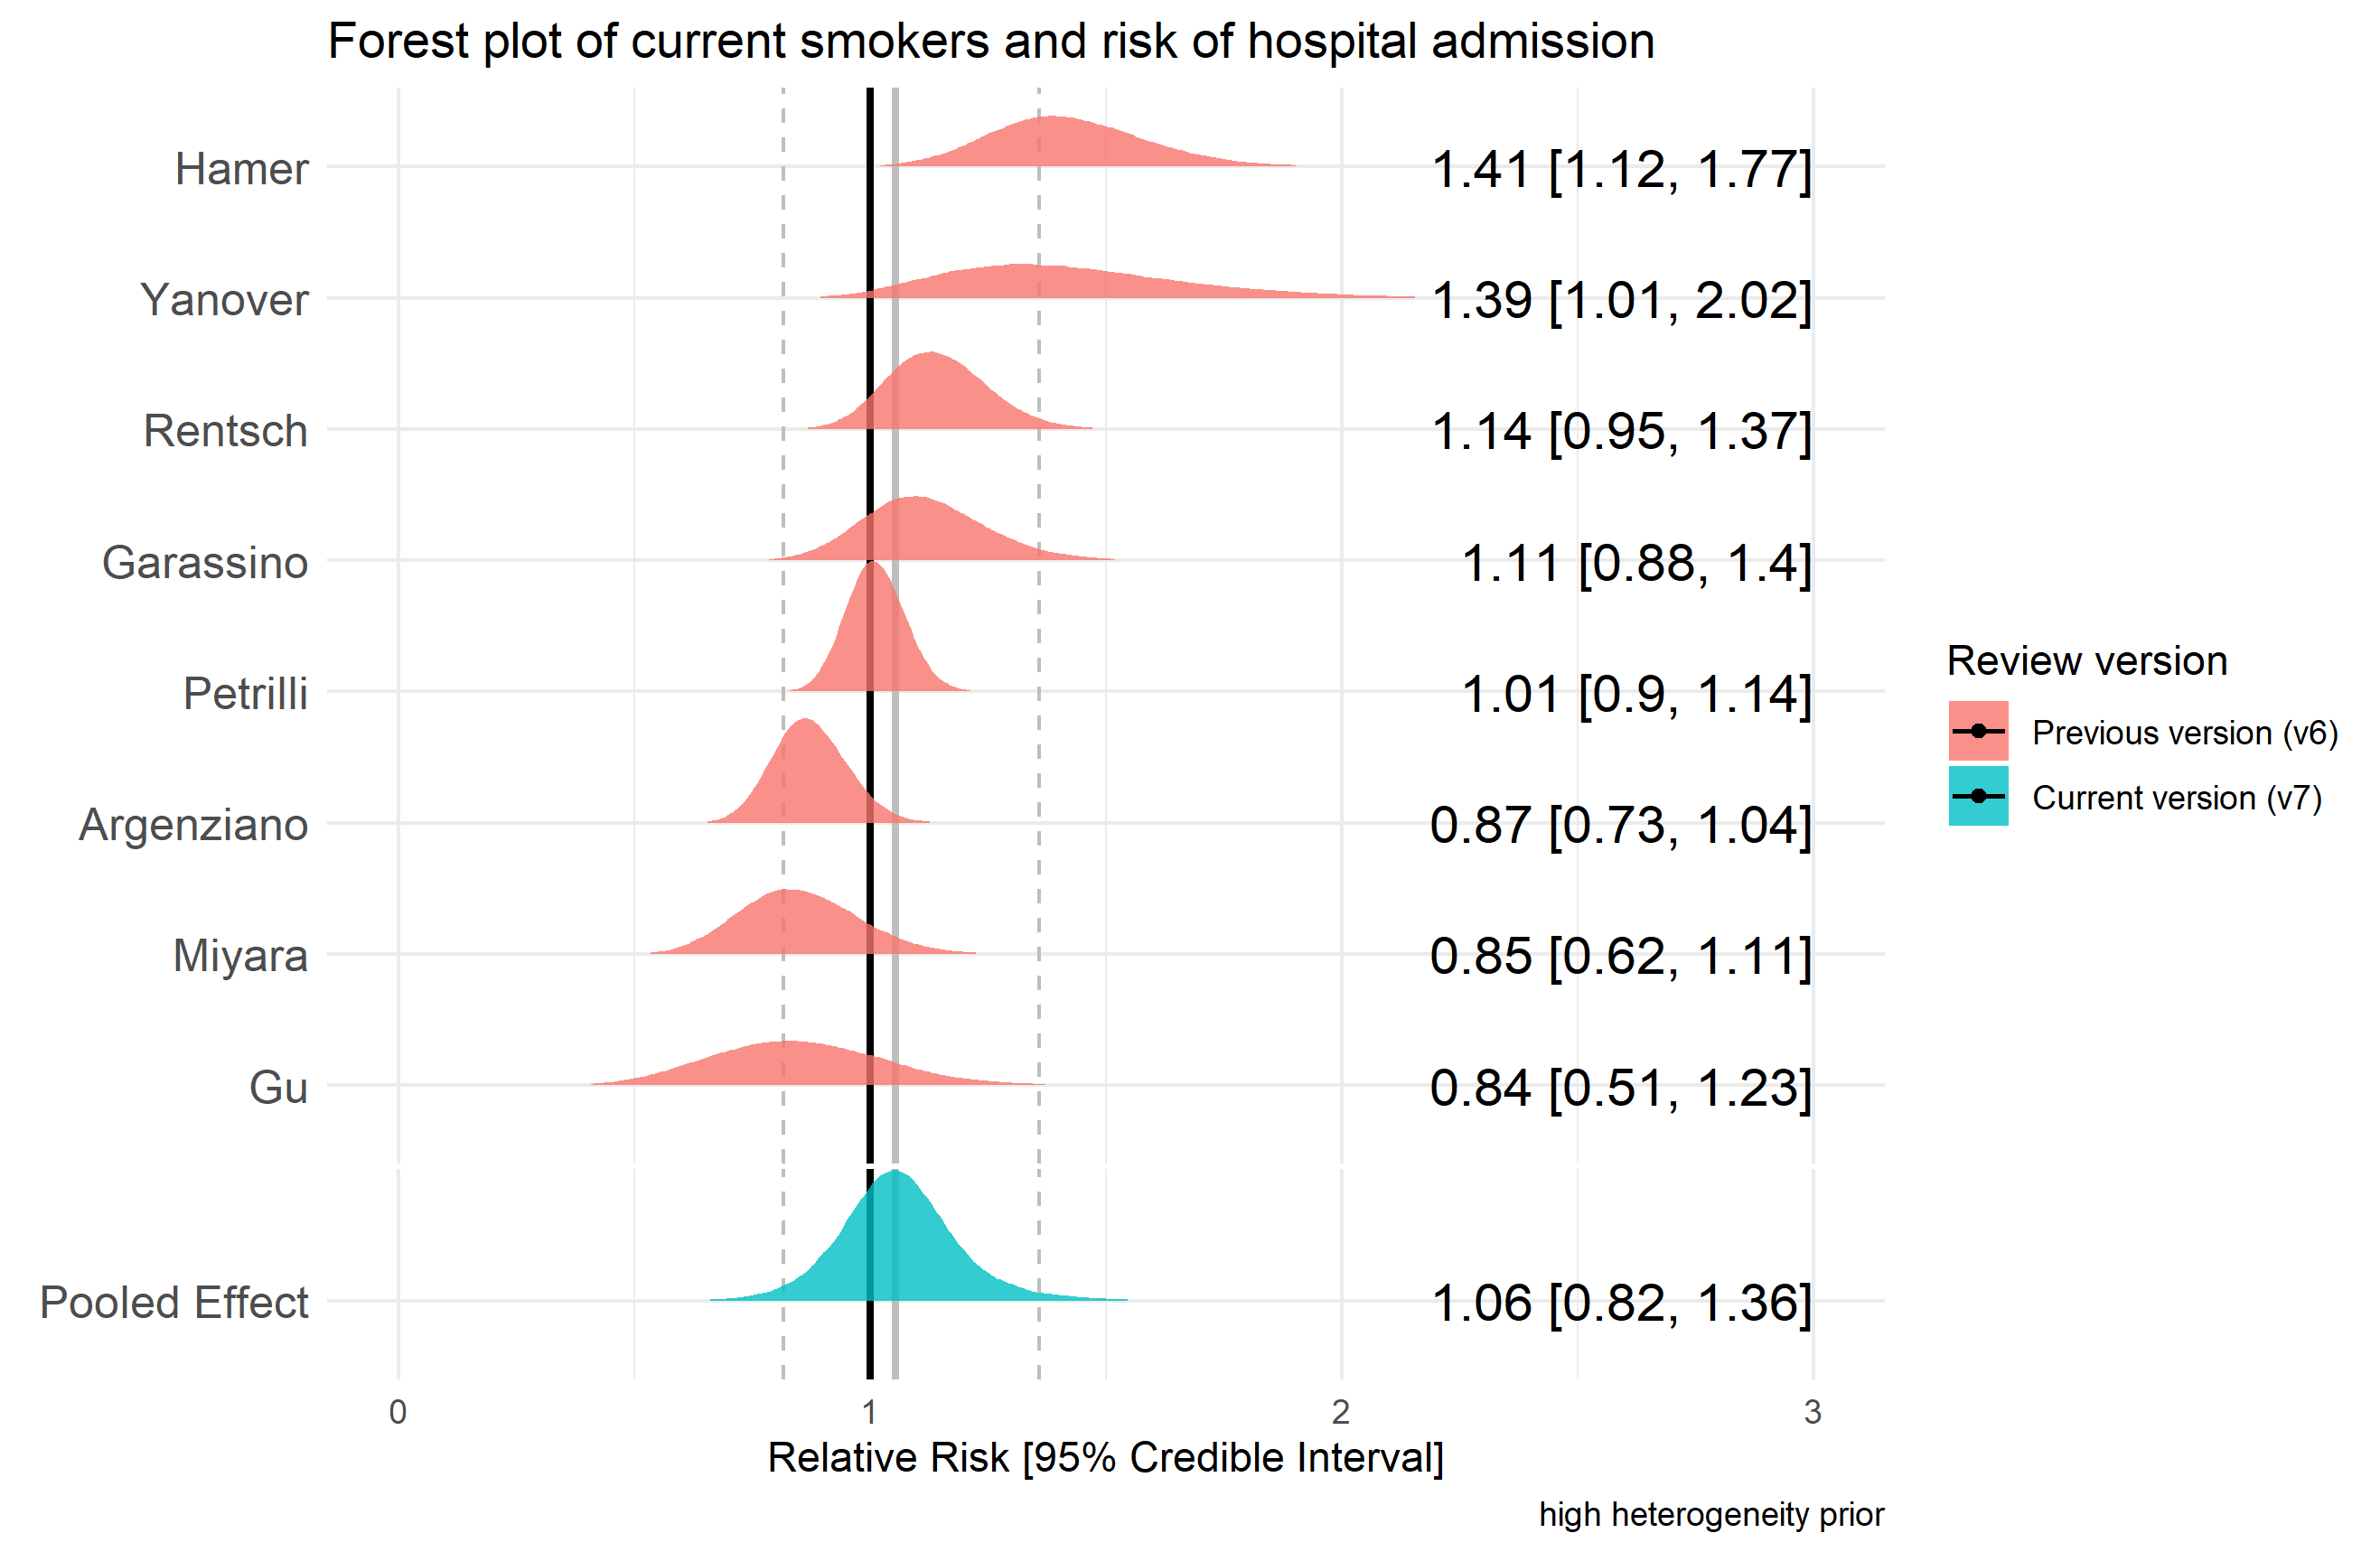 Forest plot of current smokers and risk of hospital admission
Hamer 1.41 [1.12, 1.77]
Yanover 1.39 [1.01, 2.02]
Rentsch 1.14 [0.95, 1.37]
Garassino 1.11 [0.88, 1.4]
Petrilli 1.01 [0.9, 1.14]
Argenziano 0.87 [0.73, 1.04]
Miyara 0.85 [0.62, 1.11]
Gu 0.84 [0.51, 1.23]
Pooled Effect 1.06 [0.82, 1.36]
0 1 2 3
Relative Risk [95% Credible Interval]
high heterogeneity prior
Review version
Previous version (v6)
Current version (v7)